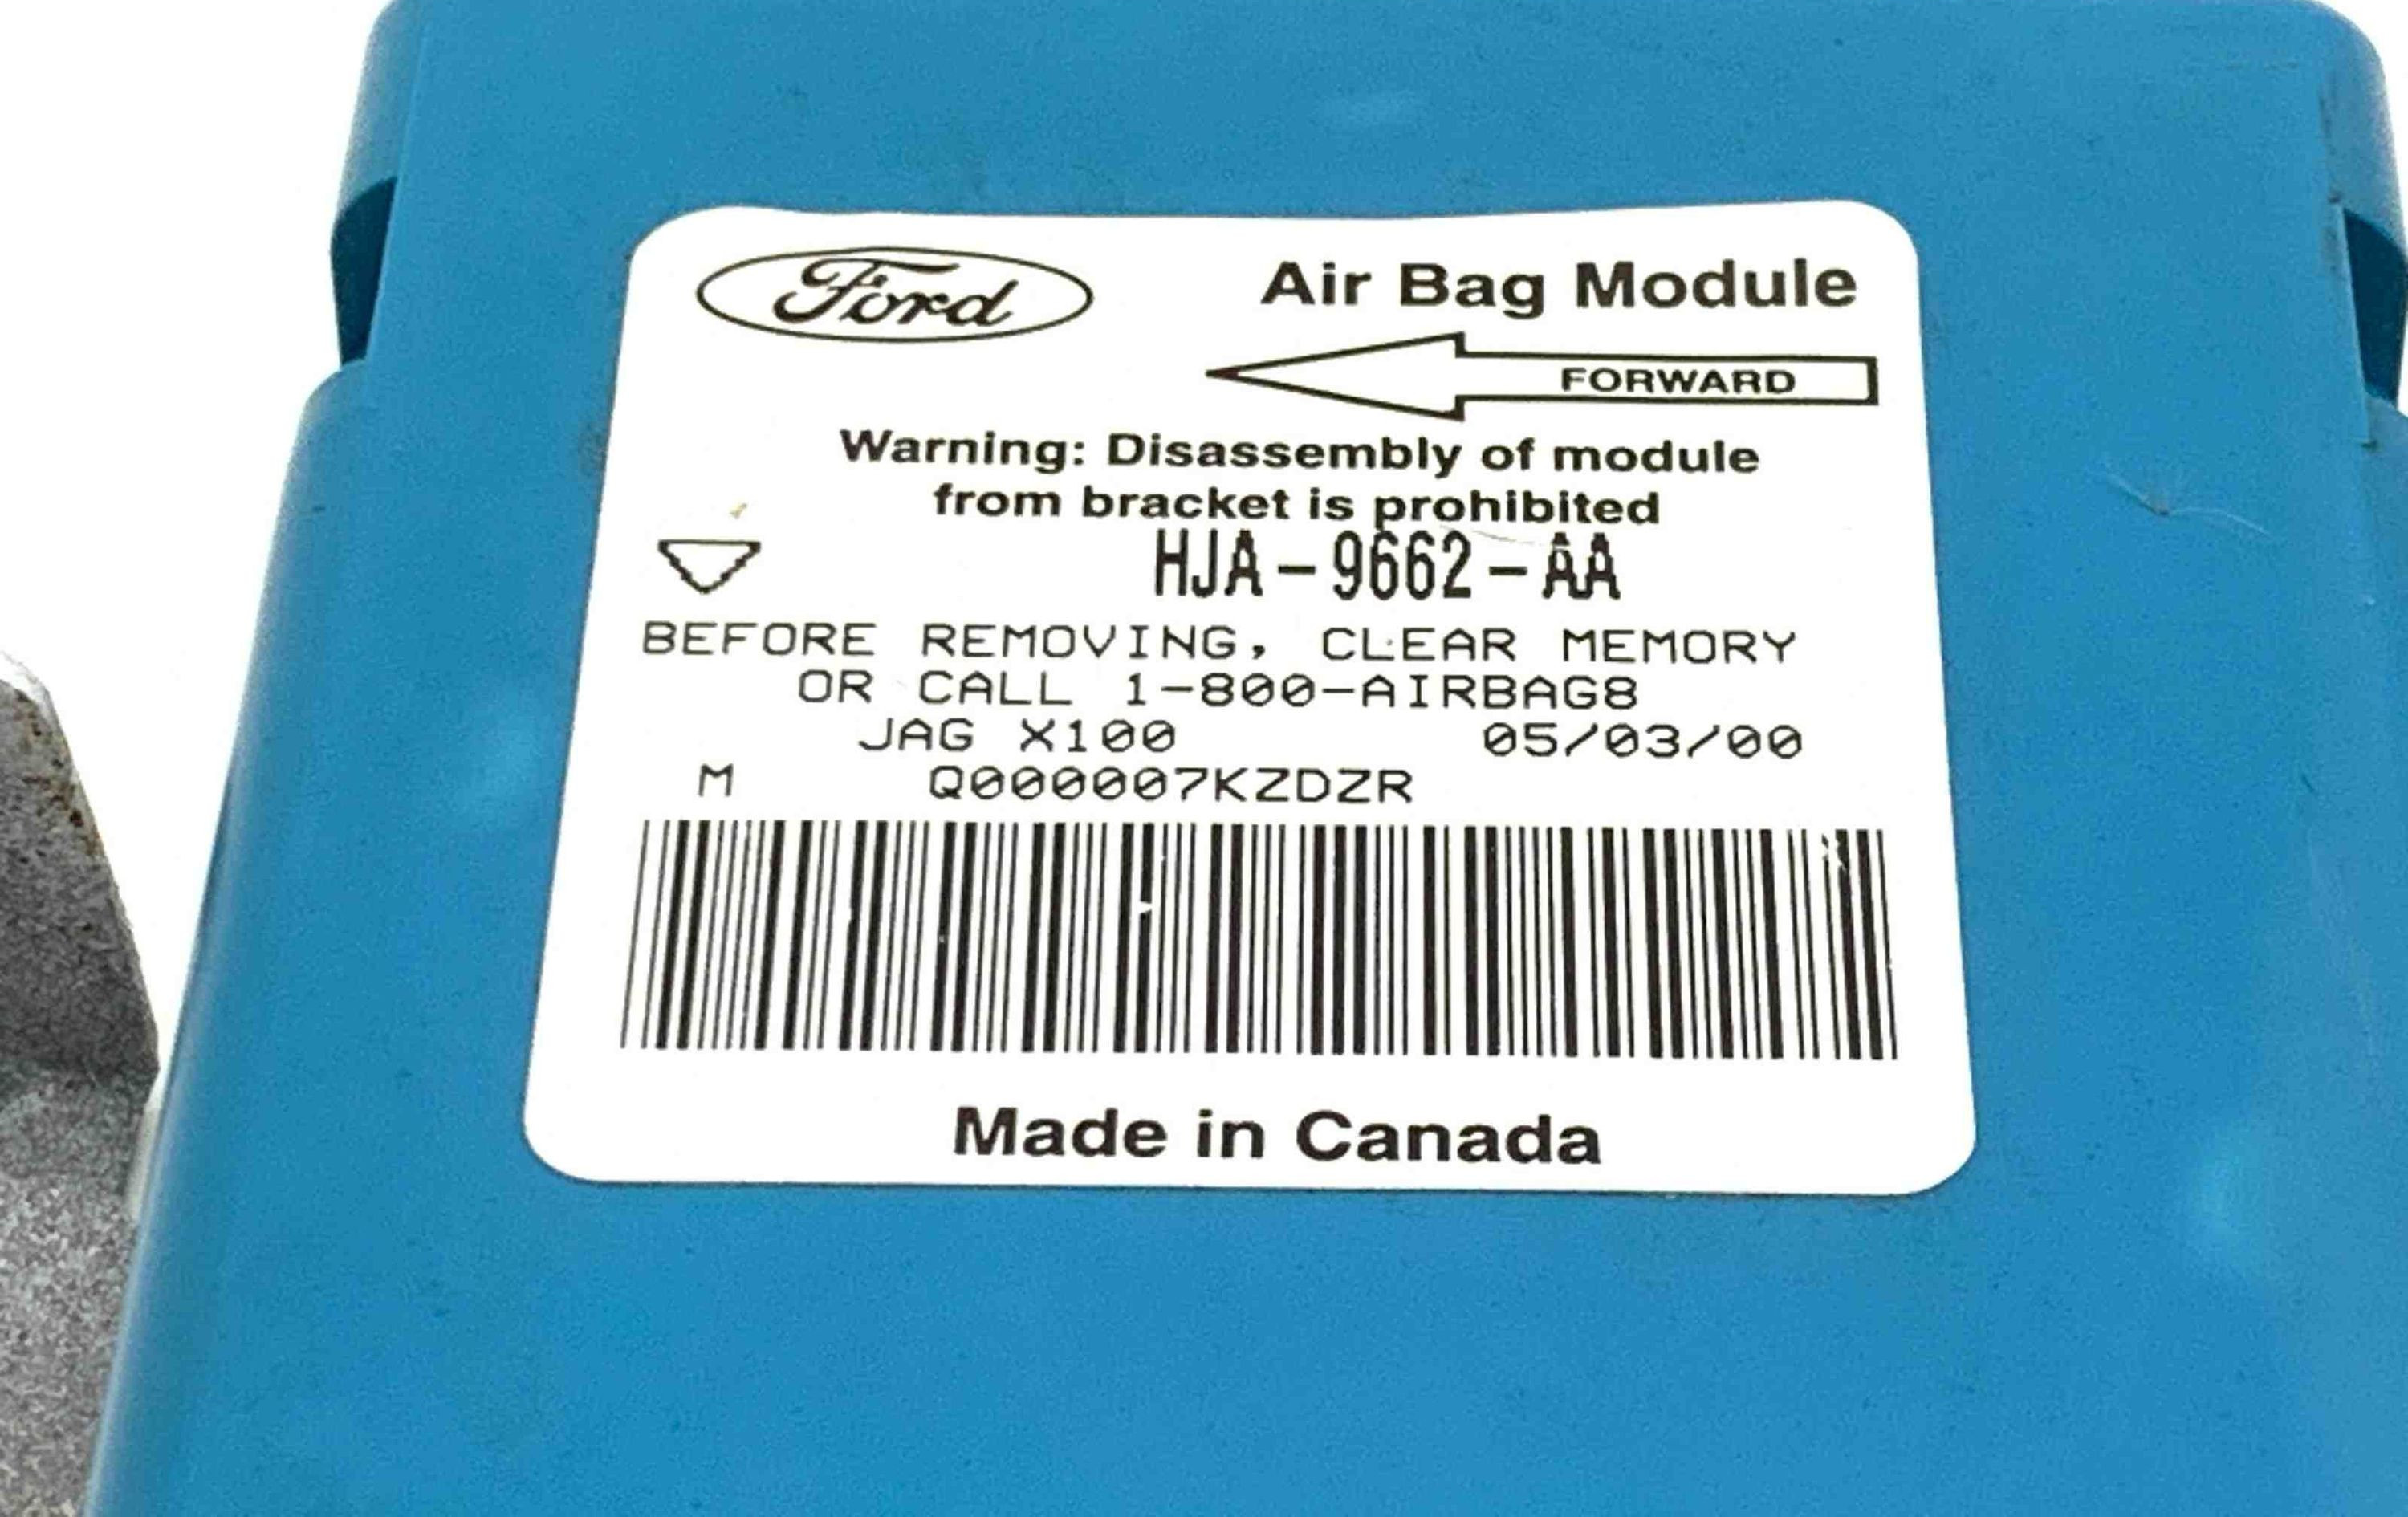 Ford
Air Bag Module
FORWARD
Warning: Disassembly of module
from bracket is prohibited
HJA-9662-AA
BEFORE REMOVING, CLEAR MEMORY
OR CALL 1-800-AIRBAG8
JAG X100 05/03/00
M Q000007KZDZR
Made in Canada